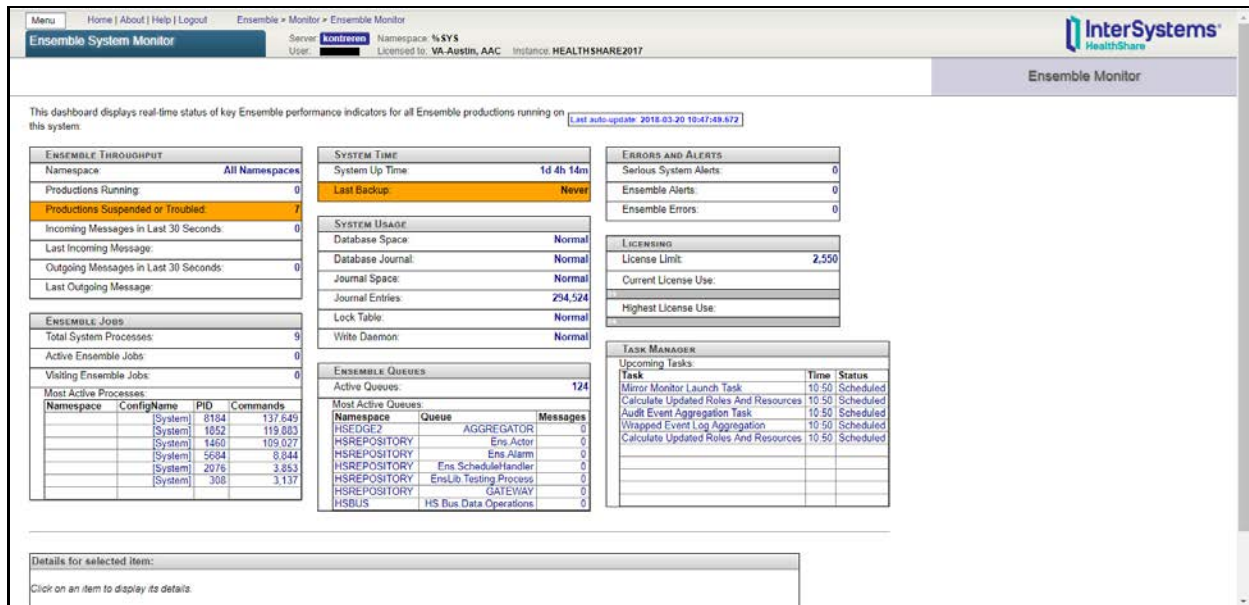 Menu Home | About | Help | Logout Ensemble > Monitor > Ensemble Monitor
Ensemble System Monitor
Server: kontreren Namespace: %SYS
User: Licensed to: VA-Austin, AAC Instance: HEALTHSHARE2017
InterSystems
HealthShare
Ensemble Monitor
This dashboard displays real-time status of key Ensemble performance indicators for all Ensemble productions running on
this system:
Last auto-update: 2018-03-20 10:47:49.672
ENSEMBLE THROUGHPUT
Namespace: All Namespaces
Productions Running: 0
Productions Suspended or Troubled: 7
Incoming Messages in Last 30 Seconds: 0
Last Incoming Message:
Outgoing Messages in Last 30 Seconds: 0
Last Outgoing Message:
ENSEMBLE JOBS
Total System Processes: 9
Active Ensemble Jobs: 0
Visiting Ensemble Jobs: 0
Most Active Processes:
Namespace ConfigName PID Commands
[System] 8184 137,649
[System] 1852 119,883
[System] 1460 109,027
[System] 5684 8,844
[System] 2076 3,853
[System] 308 3,137
SYSTEM TIME
System Up Time: 1d 4h 14m
Last Backup: Never
SYSTEM USAGE
Database Space: Normal
Database Journal: Normal
Journal Space: Normal
Journal Entries: 294,524
Lock Table: Normal
Write Daemon: Normal
ENSEMBLE QUEUES
Active Queues: 124
Most Active Queues:
Namespace Queue Messages
HSEDGE2 AGGREGATOR 0
HSREPOSITORY Ens.Actor 0
HSREPOSITORY Ens.Alarm 0
HSREPOSITORY Ens.ScheduleHandler 0
HSREPOSITORY EnsLib.Testing.Process 0
HSREPOSITORY GATEWAY 0
HSBUS HS.Bus.Data.Operations 0
ERRORS AND ALERTS
Serious System Alerts: 0
Ensemble Alerts: 0
Ensemble Errors: 0
LICENSING
License Limit: 2,550
Current License Use:
Highest License Use:
TASK MANAGER
Upcoming Tasks:
Task Time Status
Mirror Monitor Launch Task 10:50 Scheduled
Calculate Updated Roles And Resources 10:50 Scheduled
Audit Event Aggregation Task 10:50 Scheduled
Wrapped Event Log Aggregation 10:50 Scheduled
Calculate Updated Roles And Resources 10:50 Scheduled
Details for selected item:
Click on an item to display its details.